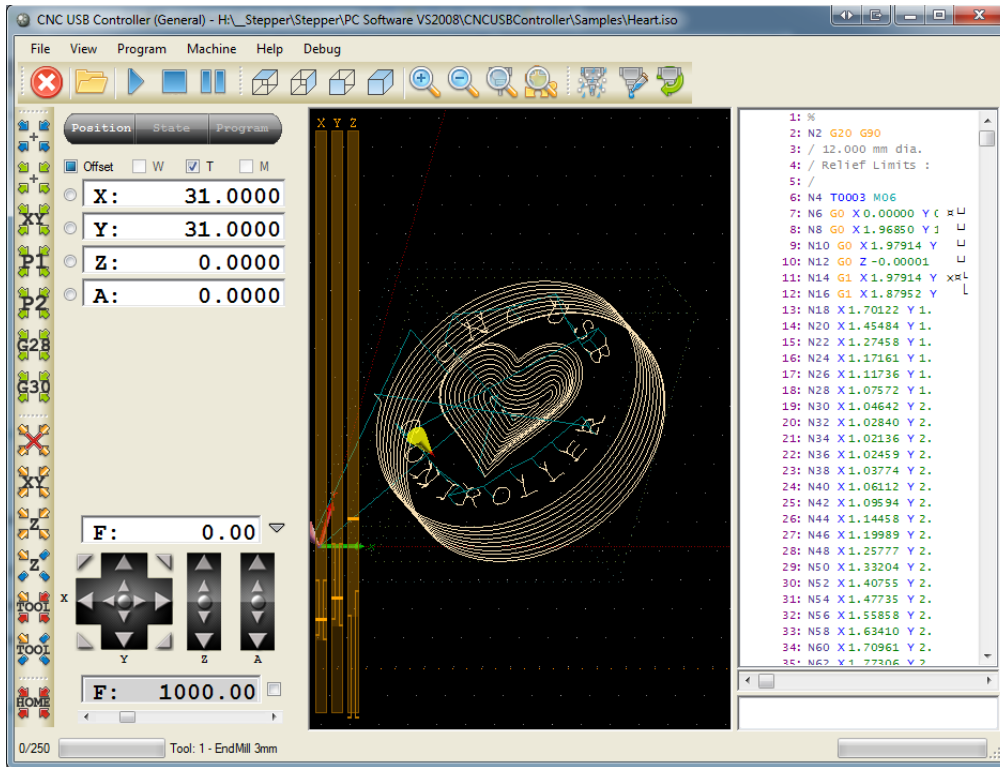 CNC USB Controller (General) - H:\__Stepper\Stepper\PC Software VS2008\CNCUSBController\Samples\Heart.iso
File View Program Machine Help Debug
Position State Program
Offset W T M
X: 31.0000
Y: 31.0000
Z: 0.0000
A: 0.0000
XY
P1
P2
G28
G30
XY
Z
Z
TOOL
TOOL
HOME
F: 0.00
X
Y Z A
F: 1000.00
X Y Z
CNC USB
CONTROLLER
1: %
2: N2 G20 G90
3: / 12.000 mm dia.
4: / Relief Limits :
5: /
6: N4 T0003 M06
7: N6 G0 X0.00000 Y
8: N8 G0 X1.96850 Y1
9: N10 G0 X1.97914 Y
10: N12 G0 Z-0.00001
11: N14 G1 X1.97914 Y
12: N16 G1 X1.87952 Y
13: N18 X1.70122 Y1.
14: N20 X1.45484 Y1.
15: N22 X1.27458 Y1.
16: N24 X1.17161 Y1.
17: N26 X1.11736 Y1.
18: N28 X1.07572 Y1.
19: N30 X1.04642 Y2.
20: N32 X1.02840 Y2.
21: N34 X1.02136 Y2.
22: N36 X1.02459 Y2.
23: N38 X1.03774 Y2.
24: N40 X1.06112 Y2.
25: N42 X1.09594 Y2.
26: N44 X1.14458 Y2.
27: N46 X1.19989 Y2.
28: N48 X1.25777 Y2.
29: N50 X1.33204 Y2.
30: N52 X1.40755 Y2.
31: N54 X1.47735 Y2.
32: N56 X1.55858 Y2.
33: N58 X1.63410 Y2.
34: N60 X1.70961 Y2.
35: N62 X1.77306 Y2.
0/250 Tool: 1 - EndMill 3mm